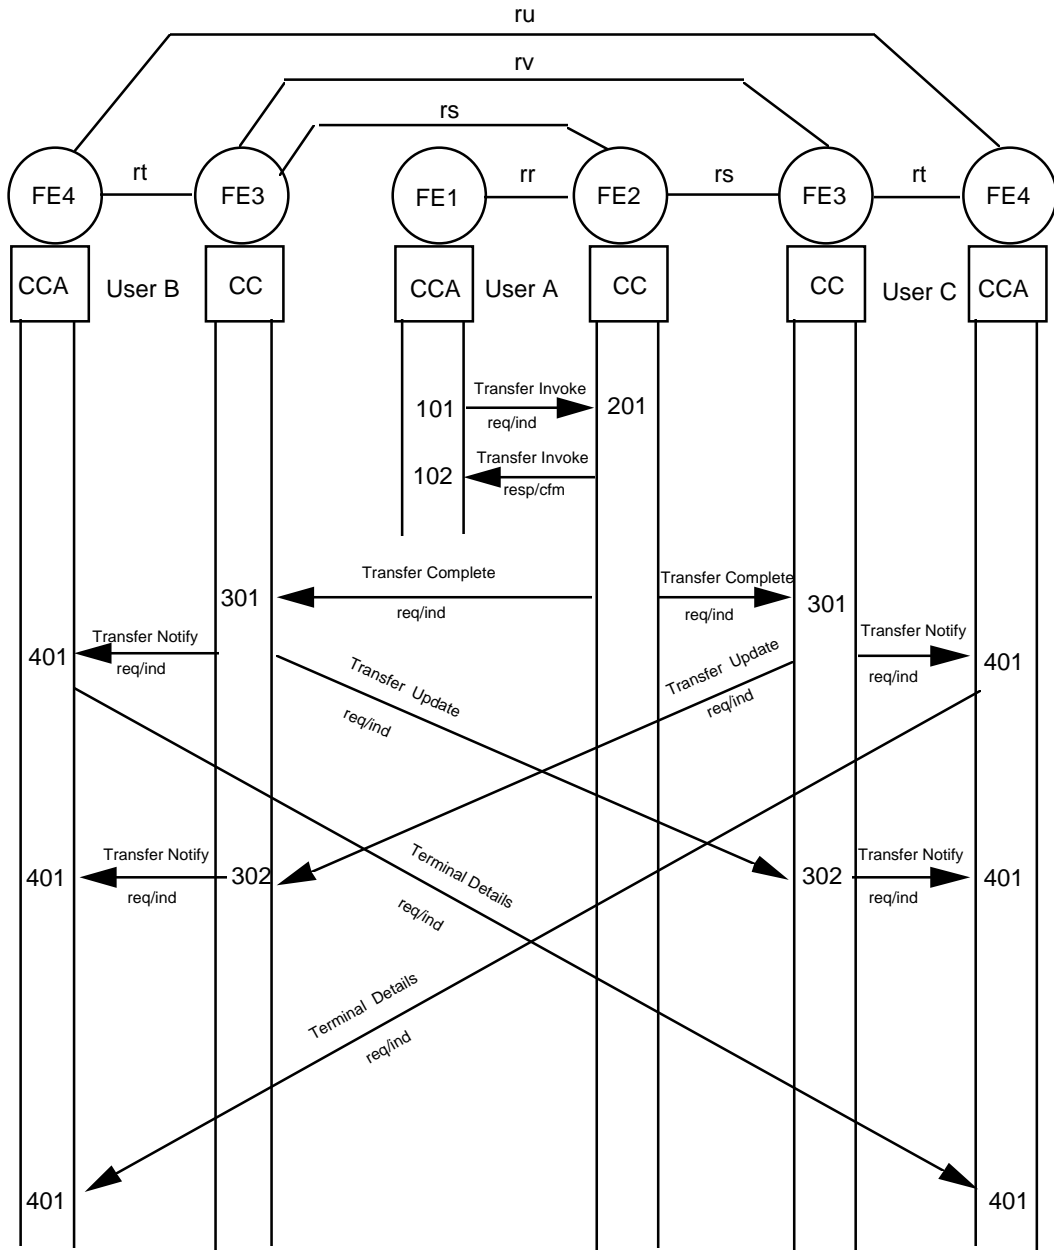 ru
rv
rs
rt
rr
rs
rt
FE4
FE3
FE1
FE2
FE3
FE4
CCA
User B
CC
CCA
User A
CC
CC
User C
CCA
Transfer Invoke
101
201
req/ind
Transfer Invoke
102
resp/cfm
Transfer Complete
Transfer Complete
301
301
req/ind
req/ind
Transfer Notify
Transfer Notify
401
401
req/ind
req/ind
Transfer Update
Transfer Update
req/ind
req/ind
Transfer Notify
Transfer Notify
401
302
302
401
req/ind
req/ind
Terminal Details
req/ind
Terminal Details
req/ind
401
401